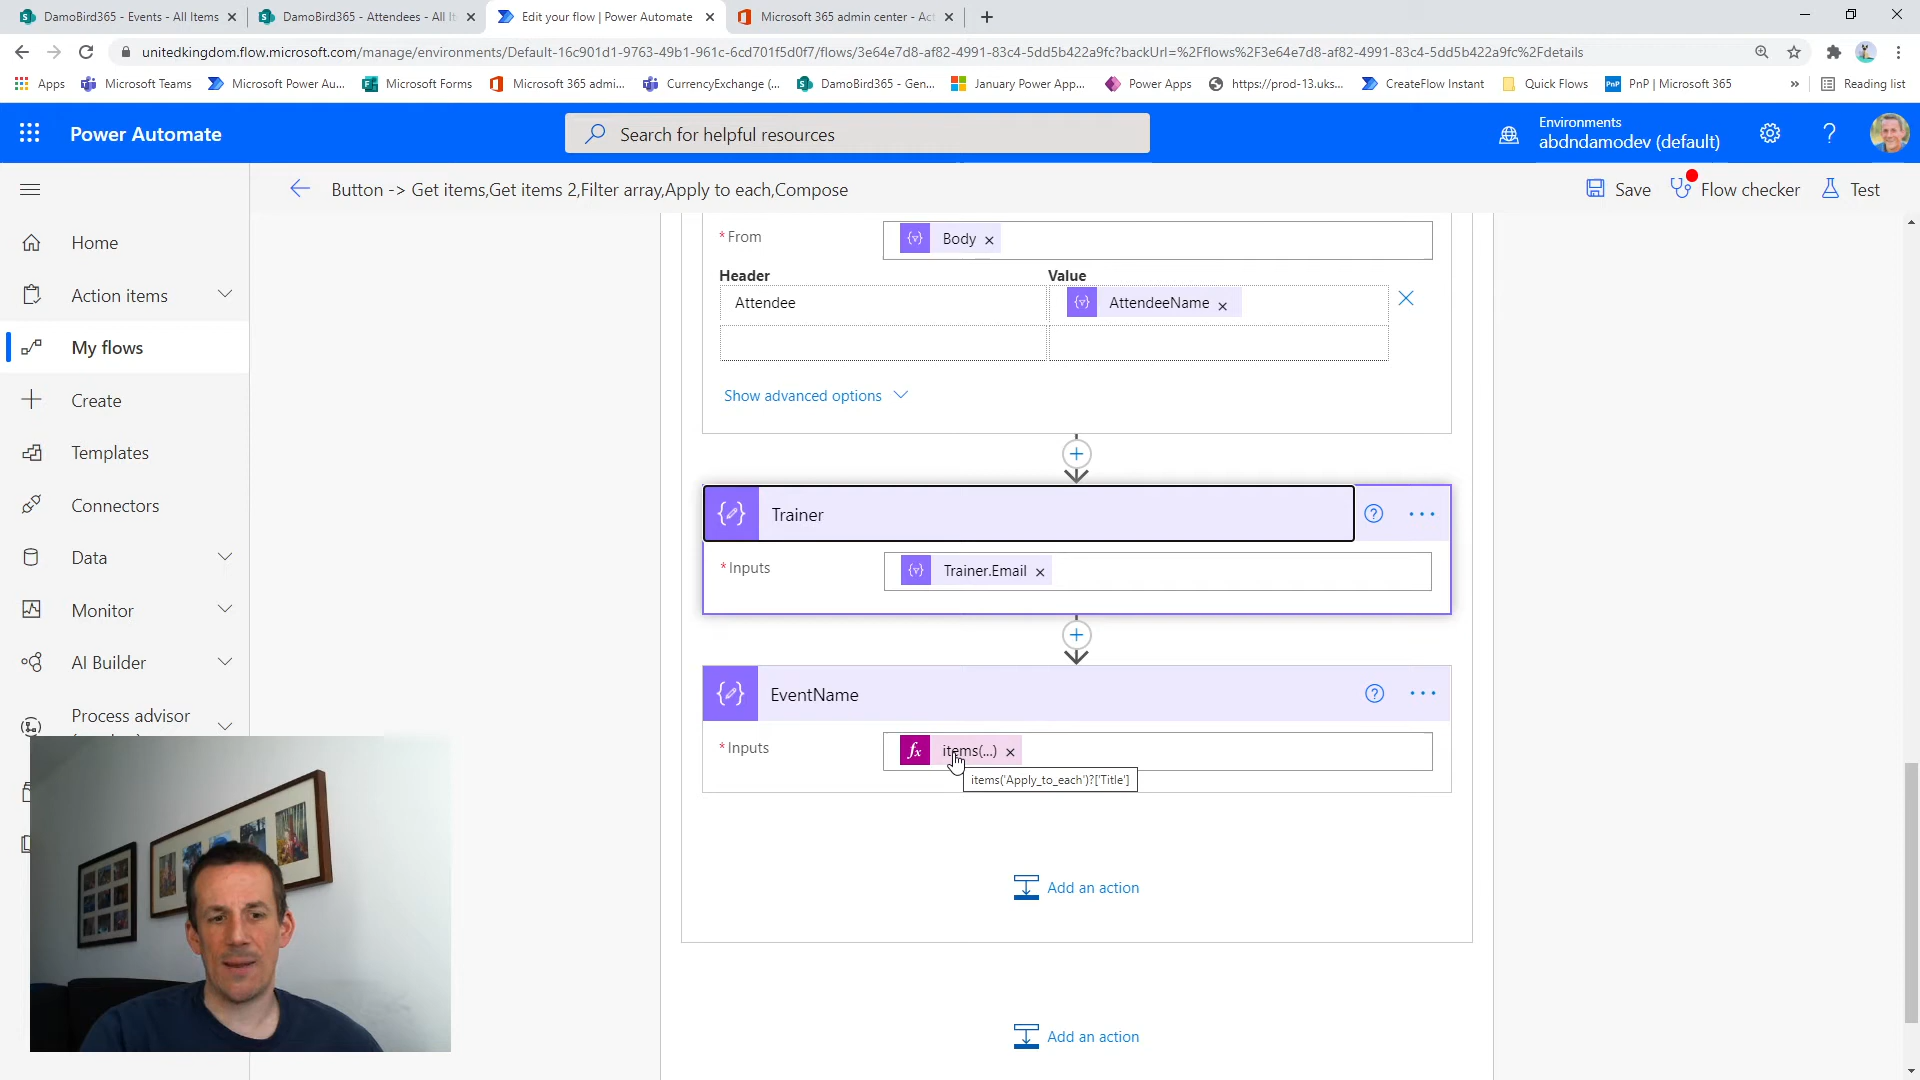 DamoBird365 - Events - All Items
DamoBird365 - Attendees - All It
Edit your flow | Power Automate
Microsoft 365 admin center - Ac
unitedkingdom.flow.microsoft.com/manage/environments/Default-16c901d1-9763-49b1-961c-6cd701f5d0f7/flows/3e64e7d8-af82-4991-83c4-5dd5b422a9fc?backUrl=%2Fflows%2F3e64e7d8-af82-4991-83c4-5dd5b422a9fc%2Fdetails
Apps
Microsoft Teams
Microsoft Power Au...
Microsoft Forms
Microsoft 365 admi...
CurrencyExchange (...
DamoBird365 - Gen...
January Power App...
Power Apps
https://prod-13.uks...
CreateFlow Instant
Quick Flows
PnP | Microsoft 365
»
Reading list
Power Automate
Search for helpful resources
Environments
abdndamodev (default)
Button -> Get items,Get items 2,Filter array,Apply to each,Compose
Save
Flow checker
Test
Home
Action items
My flows
Create
Templates
Connectors
Data
Monitor
AI Builder
Process advisor
* From
Body
Header
Value
Attendee
AttendeeName
Show advanced options
Trainer
* Inputs
Trainer.Email
EventName
* Inputs
fx items(...)
items('Apply_to_each')?['Title']
Add an action
Add an action